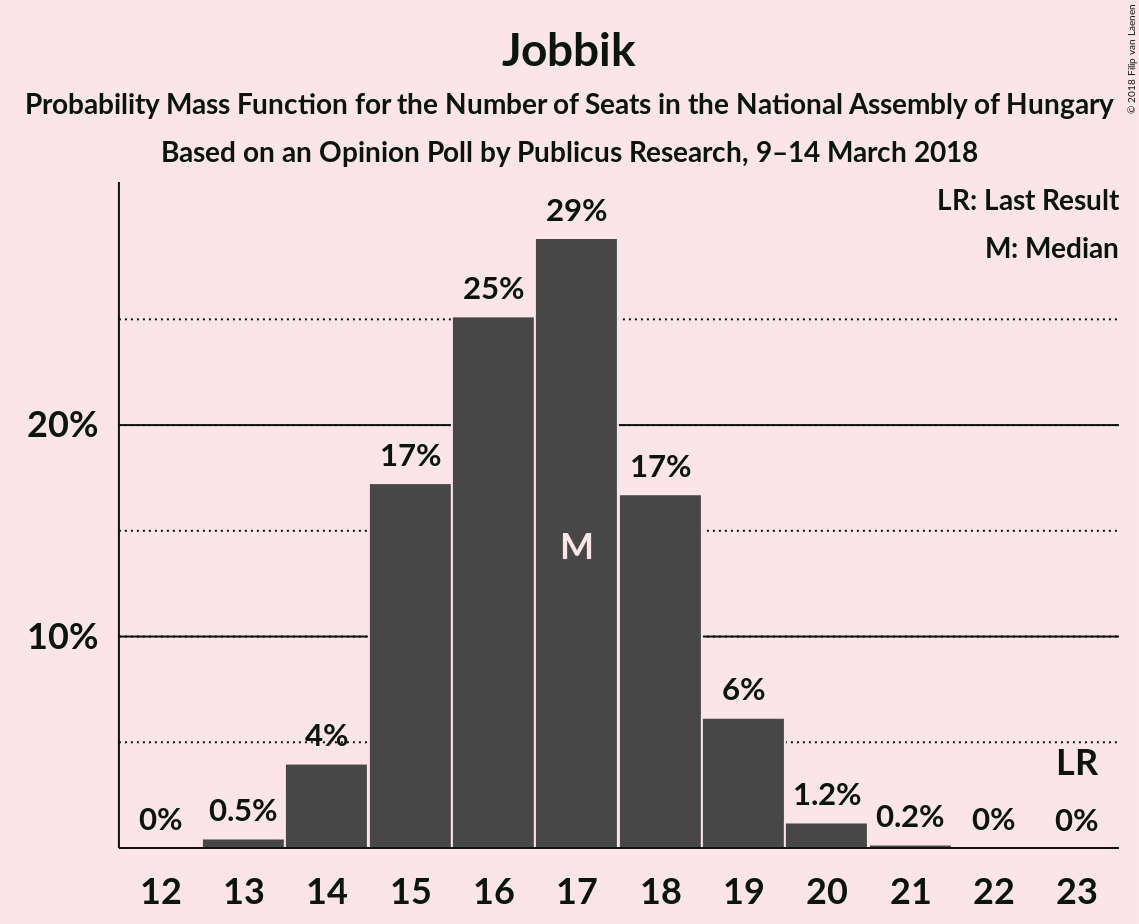 Jobbik
Probability Mass Function for the Number of Seats in the National Assembly of Hungary
Based on an Opinion Poll by Publicus Research, 9–14 March 2018
© 2018 Filip van Laenen
LR: Last Result
M: Median
20%
10%
0%
0.5%
4%
17%
25%
29%
17%
6%
1.2%
0.2%
0%
0%
M
LR
12 13 14 15 16 17 18 19 20 21 22 23